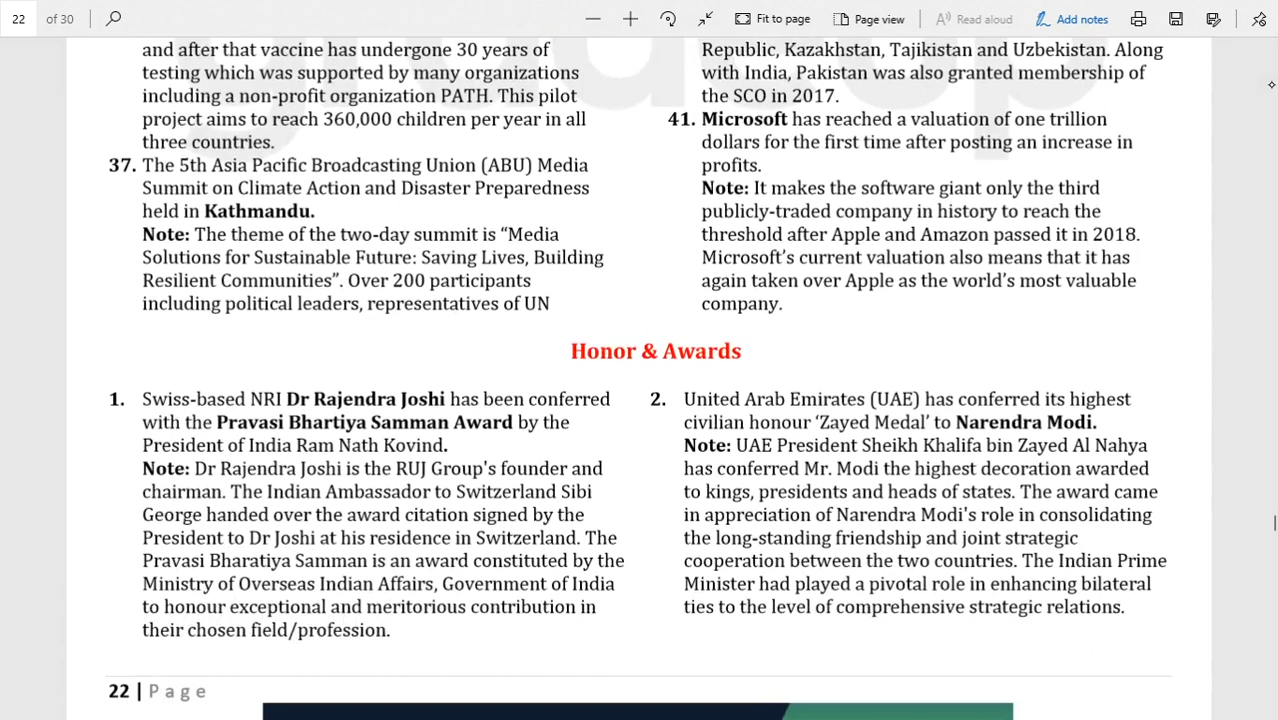 22 of 30 Fit to page Page view Read aloud Add notes
and after that vaccine has undergone 30 years of
testing which was supported by many organizations
including a non-profit organization PATH. This pilot
project aims to reach 360,000 children per year in all
three countries.
37. The 5th Asia Pacific Broadcasting Union (ABU) Media
Summit on Climate Action and Disaster Preparedness
held in Kathmandu.
Note: The theme of the two-day summit is “Media
Solutions for Sustainable Future: Saving Lives, Building
Resilient Communities”. Over 200 participants
including political leaders, representatives of UN
Republic, Kazakhstan, Tajikistan and Uzbekistan. Along
with India, Pakistan was also granted membership of
the SCO in 2017.
41. Microsoft has reached a valuation of one trillion
dollars for the first time after posting an increase in
profits.
Note: It makes the software giant only the third
publicly-traded company in history to reach the
threshold after Apple and Amazon passed it in 2018.
Microsoft’s current valuation also means that it has
again taken over Apple as the world’s most valuable
company.
Honor & Awards
1. Swiss-based NRI Dr Rajendra Joshi has been conferred
with the Pravasi Bhartiya Samman Award by the
President of India Ram Nath Kovind.
Note: Dr Rajendra Joshi is the RUJ Group's founder and
chairman. The Indian Ambassador to Switzerland Sibi
George handed over the award citation signed by the
President to Dr Joshi at his residence in Switzerland. The
Pravasi Bharatiya Samman is an award constituted by the
Ministry of Overseas Indian Affairs, Government of India
to honour exceptional and meritorious contribution in
their chosen field/profession.
2. United Arab Emirates (UAE) has conferred its highest
civilian honour ‘Zayed Medal’ to Narendra Modi.
Note: UAE President Sheikh Khalifa bin Zayed Al Nahya
has conferred Mr. Modi the highest decoration awarded
to kings, presidents and heads of states. The award came
in appreciation of Narendra Modi's role in consolidating
the long-standing friendship and joint strategic
cooperation between the two countries. The Indian Prime
Minister had played a pivotal role in enhancing bilateral
ties to the level of comprehensive strategic relations.
22 | Page